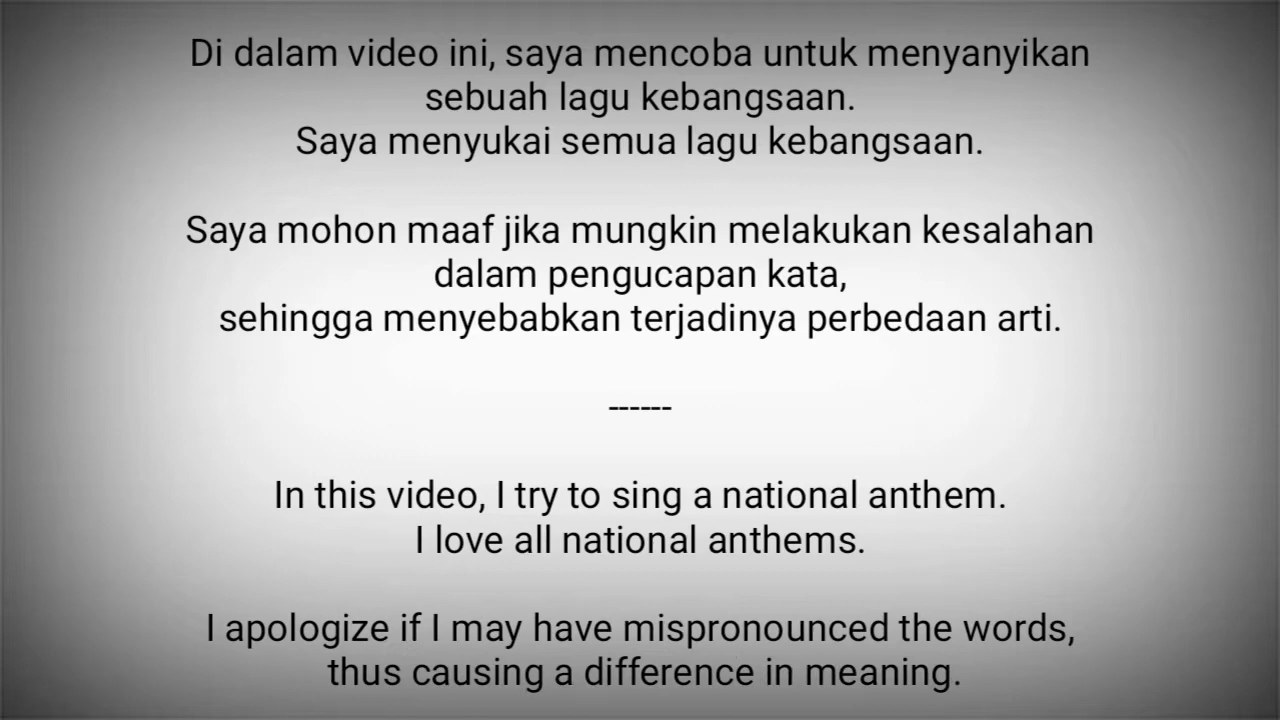 Di dalam video ini, saya mencoba untuk menyanyikan
sebuah lagu kebangsaan.
Saya menyukai semua lagu kebangsaan.
Saya mohon maaf jika mungkin melakukan kesalahan
dalam pengucapan kata,
sehingga menyebabkan terjadinya perbedaan arti.
------
In this video, I try to sing a national anthem.
I love all national anthems.
I apologize if I may have mispronounced the words,
thus causing a difference in meaning.